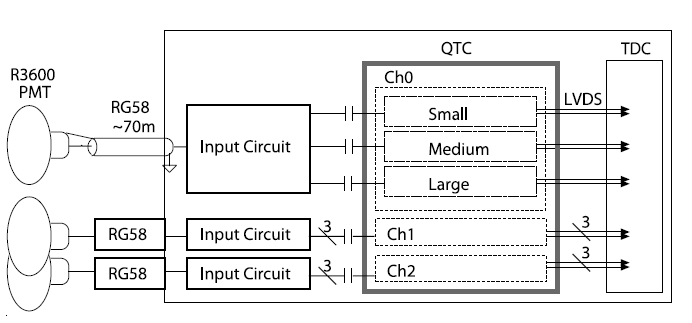 QTC
TDC
R3600
PMT
RG58
~70m
Ch0
LVDS
Input Circuit
Small
Medium
Large
RG58
Input Circuit
3
Ch1
3
RG58
Input Circuit
3
Ch2
3